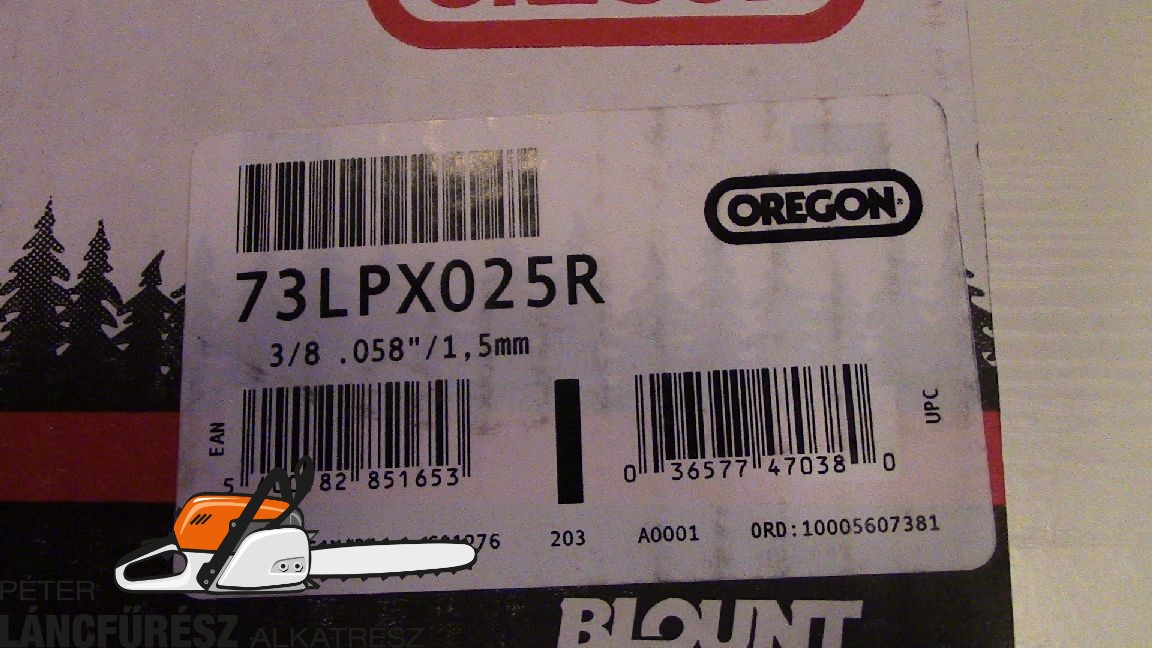 OREGON
OREGON
73LPX025R
3/8 .058"/1,5mm
EAN
UPC
82 851653
0 36577 47038 0
203 A0001 ORD:10005607381
BLOUNT
PÉTER
LÁNCFŰRÉSZ ALKATRÉSZ